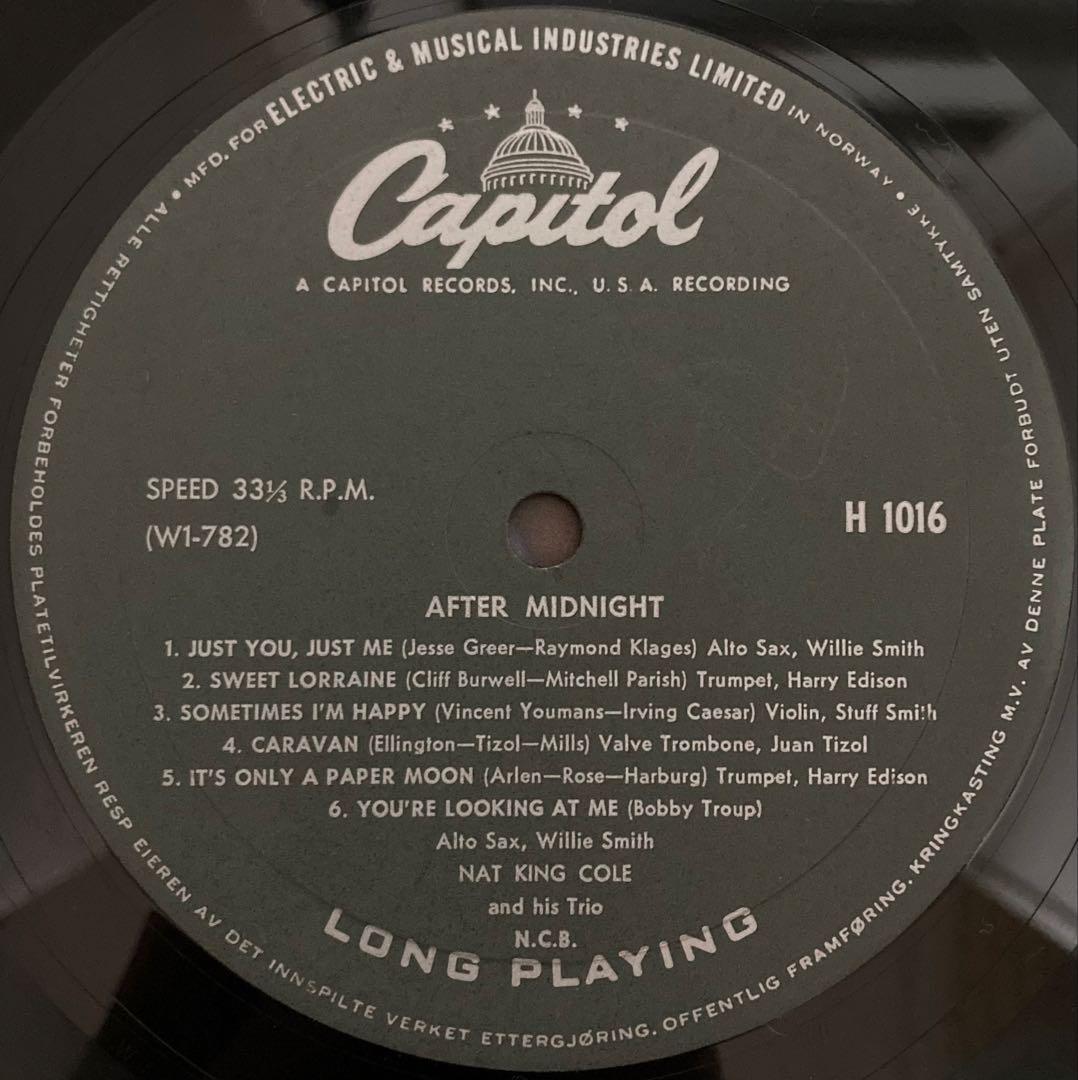 MFD. FOR ELECTRIC & MUSICAL INDUSTRIES LIMITED IN NORWAY •
Capitol
A CAPITOL RECORDS, INC., U. S. A. RECORDING
SPEED 33⅓ R.P.M.
(W1-782)
H 1016
AFTER MIDNIGHT
1. JUST YOU, JUST ME (Jesse Greer—Raymond Klages) Alto Sax, Willie Smith
2. SWEET LORRAINE (Cliff Burwell—Mitchell Parish) Trumpet, Harry Edison
3. SOMETIMES I'M HAPPY (Vincent Youmans—Irving Caesar) Violin, Stuff Smith
4. CARAVAN (Ellington—Tizol—Mills) Valve Trombone, Juan Tizol
5. IT'S ONLY A PAPER MOON (Arlen—Rose—Harburg) Trumpet, Harry Edison
6. YOU'RE LOOKING AT ME (Bobby Troup)
Alto Sax, Willie Smith
NAT KING COLE
and his Trio
N.C.B.
LONG PLAYING
ALLE RETTIGHETER FORBEHOLDES PLATETILVIRKEREN RESP EIEREN AV DET INNSPILTE VERKET ETTERGJØRING. OFFENTLIG FRAMFØRING. KRINGKASTING M.V. AV DENNE PLATE FORBUDT UTEN SAMTYKKE •